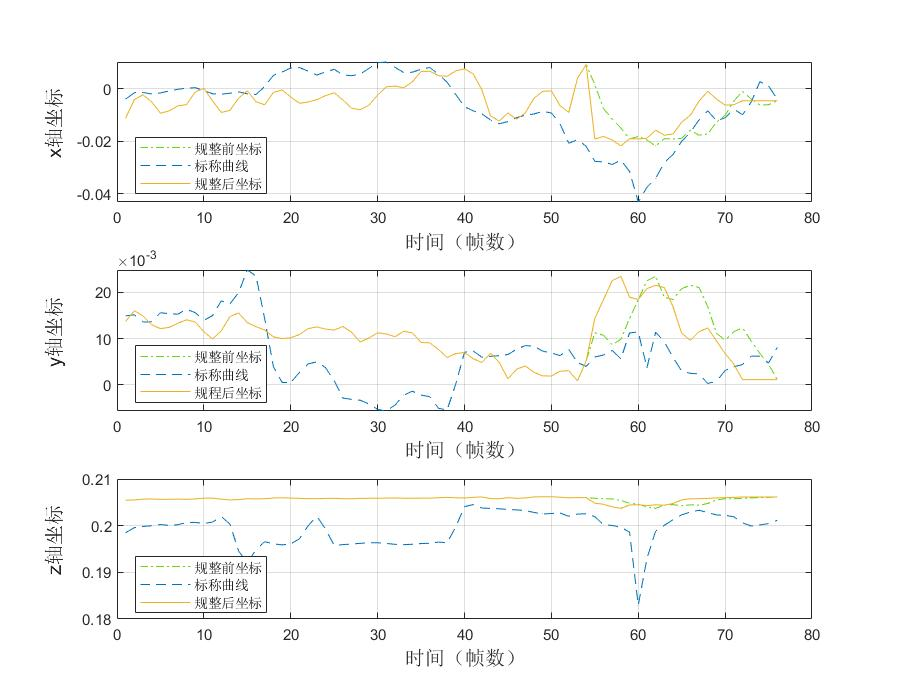 0
-0.02
-0.04
x轴坐标
规整前坐标
标称曲线
规整后坐标
0 10 20 30 40 50 60 70 80
时间（帧数）
×10⁻³
20
10
0
y轴坐标
规整前坐标
标称曲线
规程后坐标
0 10 20 30 40 50 60 70 80
时间（帧数）
0.21
0.2
0.19
0.18
z轴坐标
规整前坐标
标称曲线
规整后坐标
0 10 20 30 40 50 60 70 80
时间（帧数）